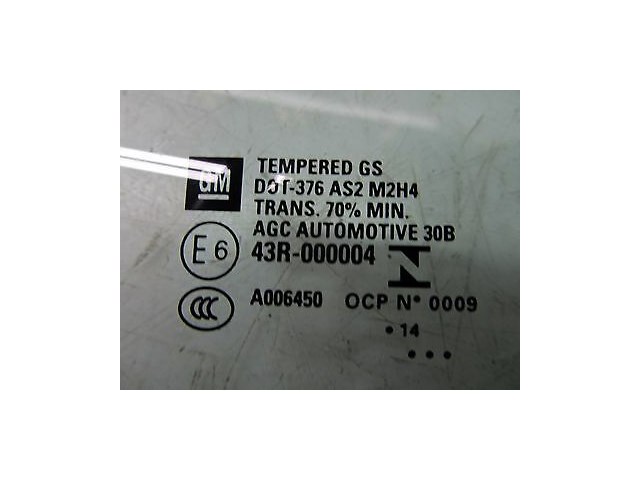 GM
TEMPERED GS
DOT-376 AS2 M2H4
TRANS. 70% MIN.
AGC AUTOMOTIVE 30B
E6 43R-000004
CCC A006450 OCP N° 0009
•14
•••